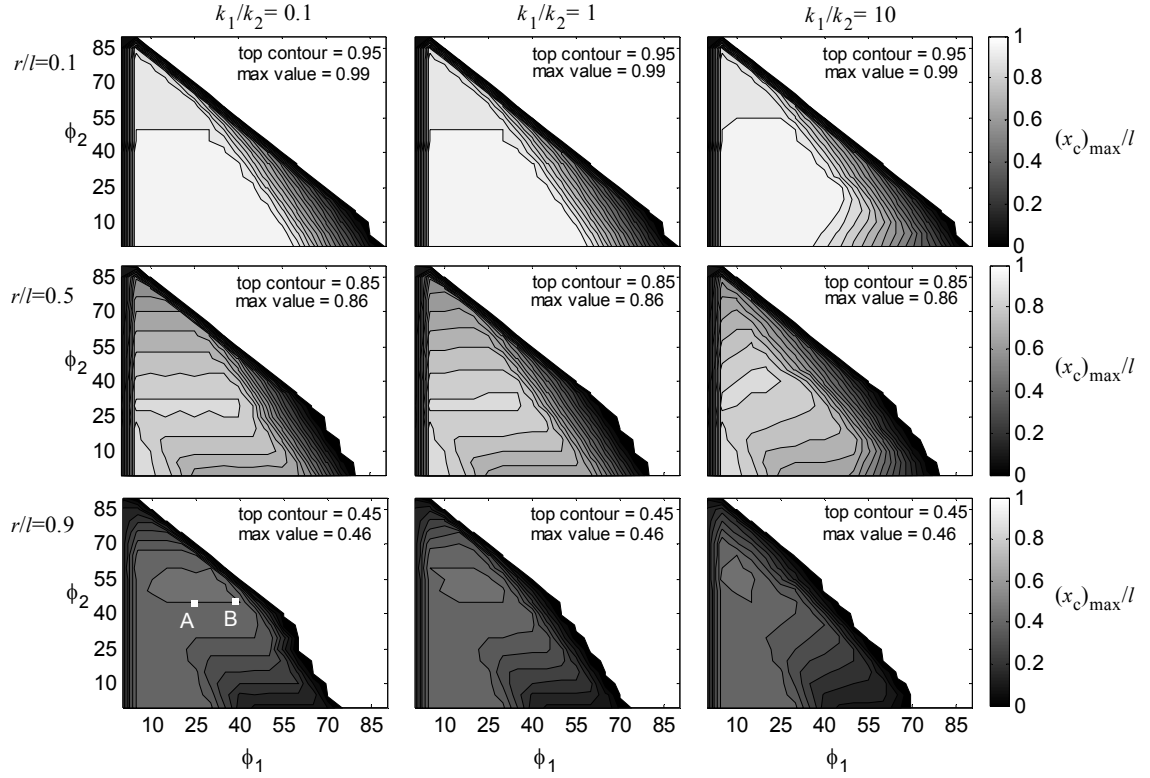 k1/k2= 0.1
k1/k2= 1
k1/k2= 10
r/l=0.1
ϕ2
85
70
55
40
25
10
top contour = 0.95
max value = 0.99
top contour = 0.95
max value = 0.99
top contour = 0.95
max value = 0.99
1
0.8
0.6
0.4
0.2
0
(xc)max/l
r/l=0.5
ϕ2
85
70
55
40
25
10
top contour = 0.85
max value = 0.86
top contour = 0.85
max value = 0.86
top contour = 0.85
max value = 0.86
1
0.8
0.6
0.4
0.2
0
(xc)max/l
r/l=0.9
ϕ2
85
70
55
40
25
10
top contour = 0.45
max value = 0.46
A
B
top contour = 0.45
max value = 0.46
top contour = 0.45
max value = 0.46
1
0.8
0.6
0.4
0.2
0
(xc)max/l
10 25 40 55 70 85
10 25 40 55 70 85
10 25 40 55 70 85
ϕ1
ϕ1
ϕ1